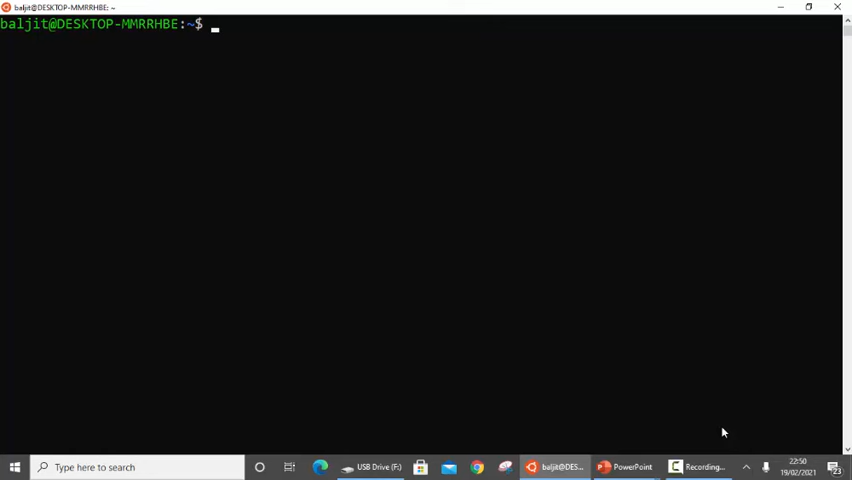 baljit@DESKTOP-MMRRHBE: ~
baljit@DESKTOP-MMRRHBE:~$
Type here to search
USB Drive (F:)
baljit@DES...
PowerPoint
Recording...
22:50
19/02/2021
23